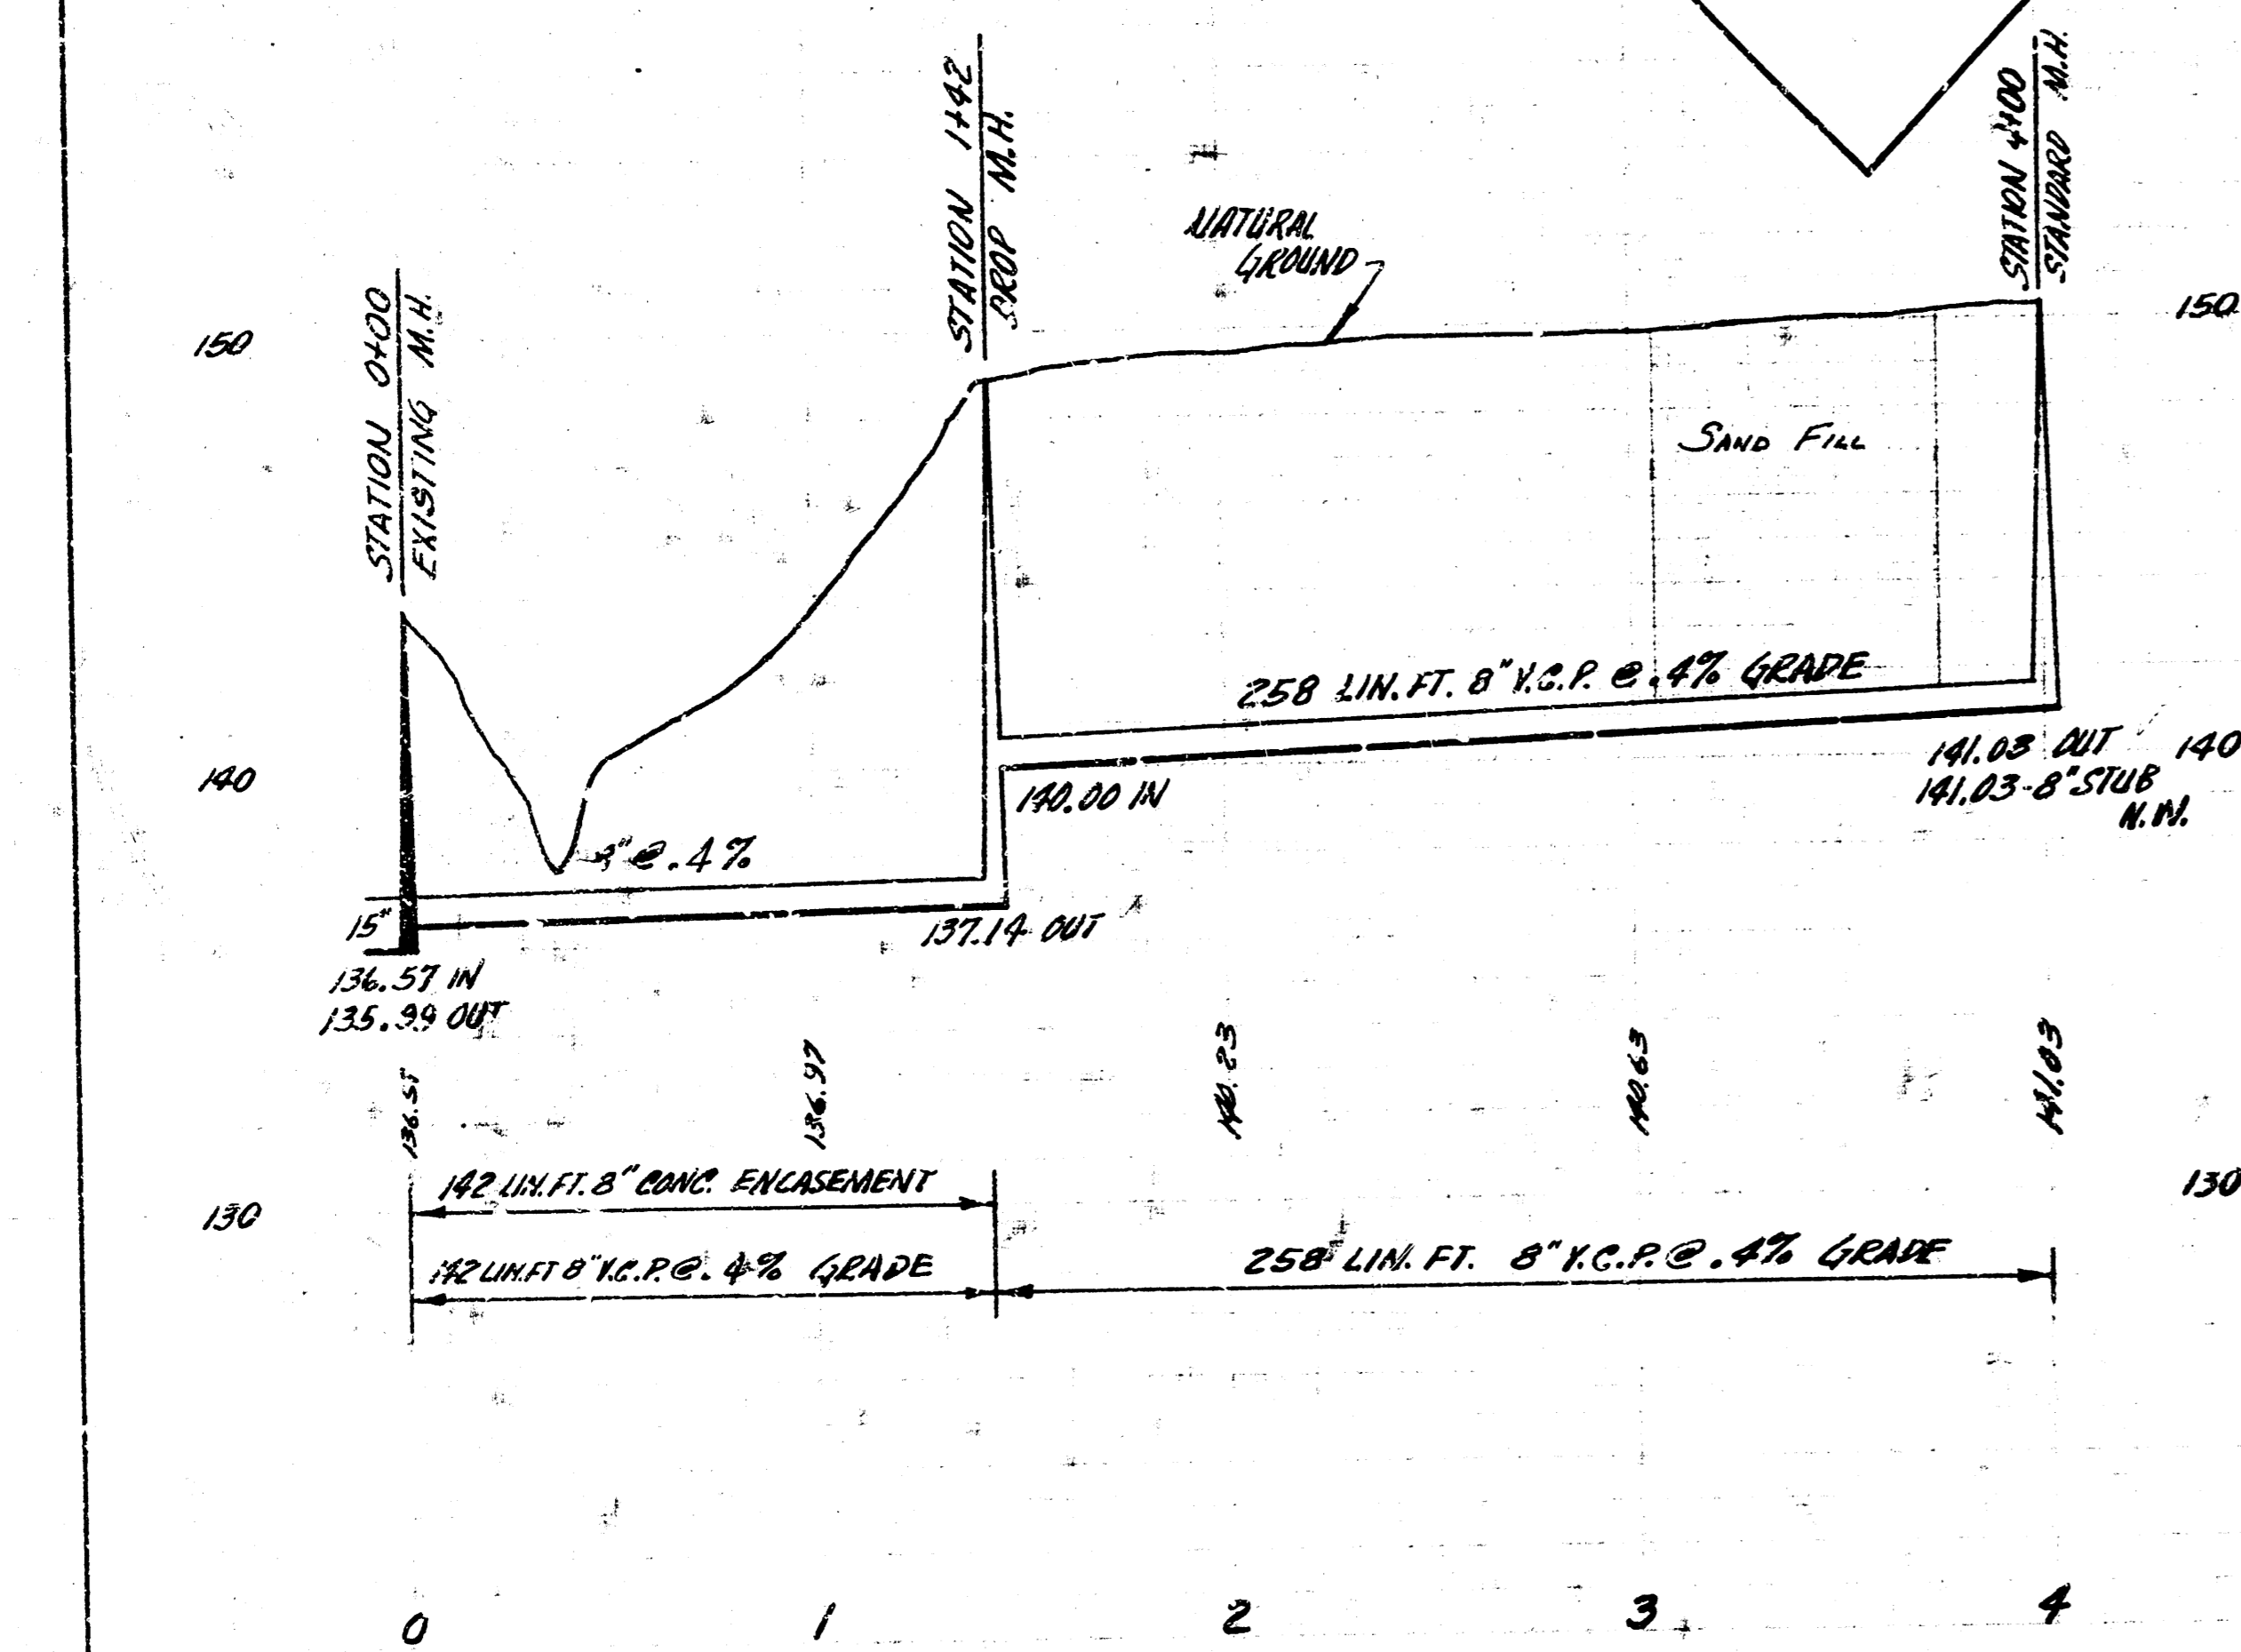 STATION 0+00
EXISTING M.H.
STATION 1+42
DROP M.H.
STATION 4+00
STANDARD M.H.
NATURAL
GROUND
150
150
SAND FILL
258 LIN. FT. 8" V.C.P. @ .4% GRADE
140
140
8" @ .4%
140.00 IN
141.03 OUT
141.03-8" STUB
N.W.
15"
137.14 OUT
136.57 IN
135.99 OUT
136.57
136.97
140.23
140.63
141.03
130
130
142 LIN. FT. 8" CONC. ENCASEMENT
142 LIN. FT 8" V.C.P. @ .4% GRADE
258 LIN. FT. 8" V.C.P. @ .4% GRADE
0 1 2 3 4